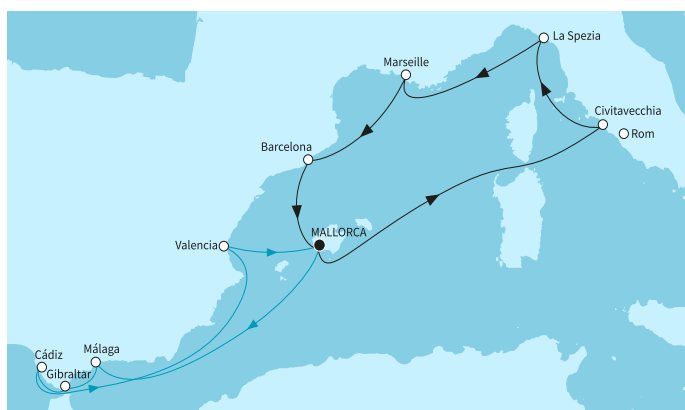 La Spezia
Marseille
Civitavecchia
Rom
Barcelona
MALLORCA
Valencia
Cádiz
Málaga
Gibraltar